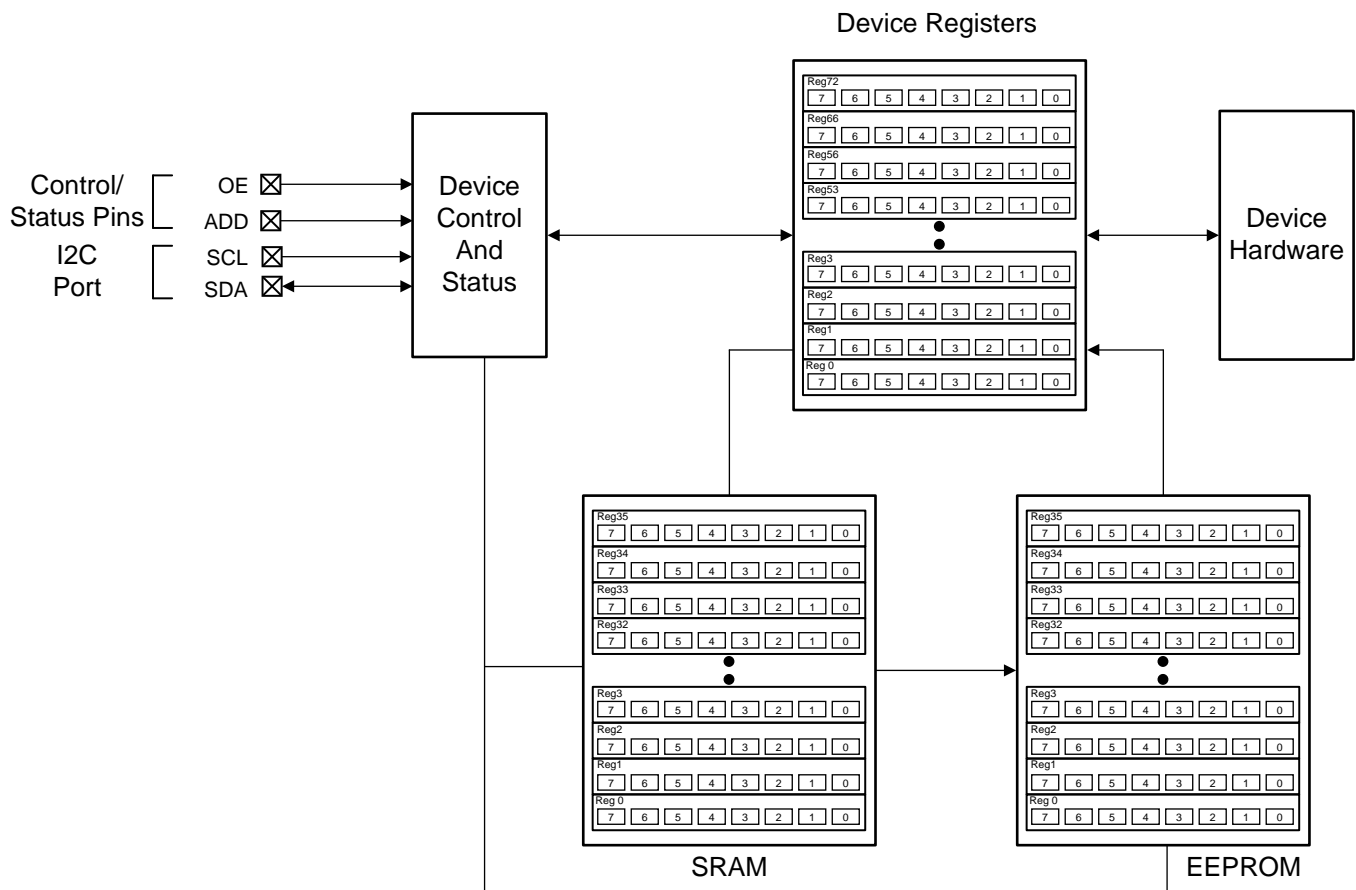 Device Registers
Reg72
7 6 5 4 3 2 1 0
Reg66
7 6 5 4 3 2 1 0
Reg56
7 6 5 4 3 2 1 0
Reg53
7 6 5 4 3 2 1 0
Reg3
7 6 5 4 3 2 1 0
Reg2
7 6 5 4 3 2 1 0
Reg1
7 6 5 4 3 2 1 0
Reg 0
7 6 5 4 3 2 1 0
Control/
Status Pins
OE
ADD
I2C
Port
SCL
SDA
Device
Control
And
Status
Device
Hardware
Reg35
7 6 5 4 3 2 1 0
Reg34
7 6 5 4 3 2 1 0
Reg33
7 6 5 4 3 2 1 0
Reg32
7 6 5 4 3 2 1 0
Reg3
7 6 5 4 3 2 1 0
Reg2
7 6 5 4 3 2 1 0
Reg1
7 6 5 4 3 2 1 0
Reg 0
7 6 5 4 3 2 1 0
SRAM
Reg35
7 6 5 4 3 2 1 0
Reg34
7 6 5 4 3 2 1 0
Reg33
7 6 5 4 3 2 1 0
Reg32
7 6 5 4 3 2 1 0
Reg3
7 6 5 4 3 2 1 0
Reg2
7 6 5 4 3 2 1 0
Reg1
7 6 5 4 3 2 1 0
Reg 0
7 6 5 4 3 2 1 0
EEPROM